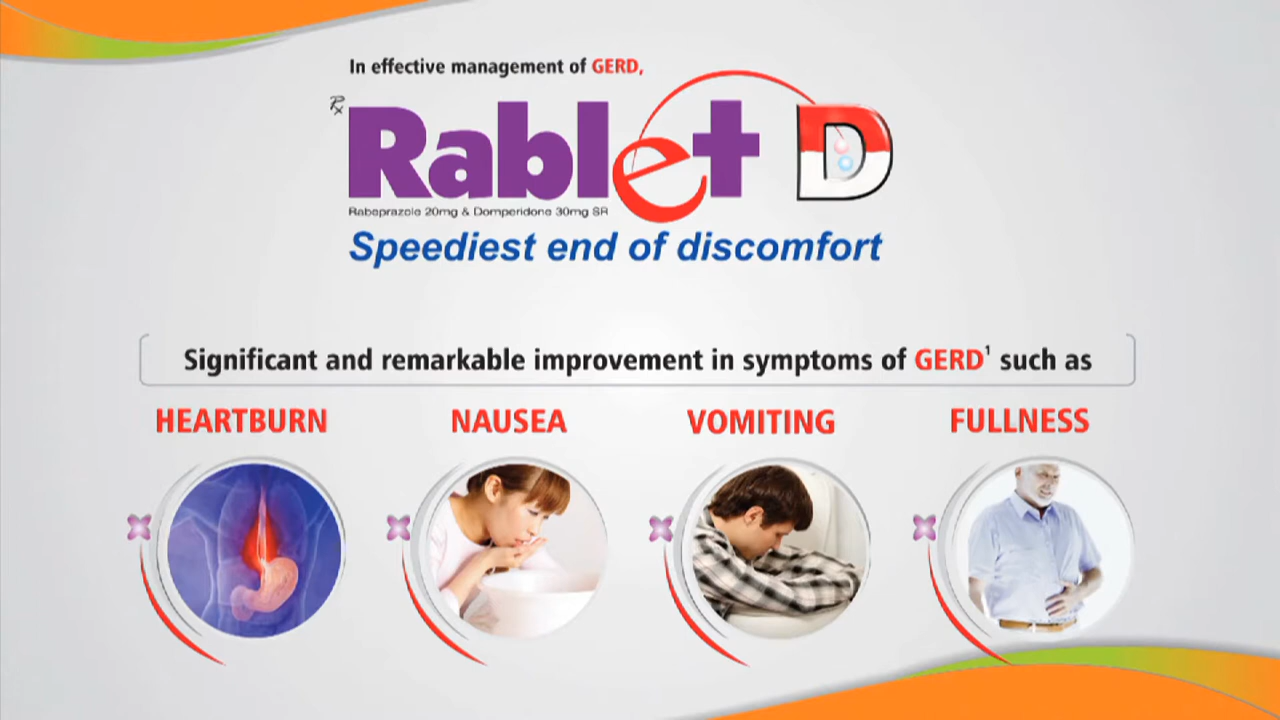 In effective management of GERD,
Rx
Rablet D
Rabeprazole 20mg & Domperidone 30mg SR
Speediest end of discomfort
Significant and remarkable improvement in symptoms of GERD¹ such as
HEARTBURN NAUSEA VOMITING FULLNESS